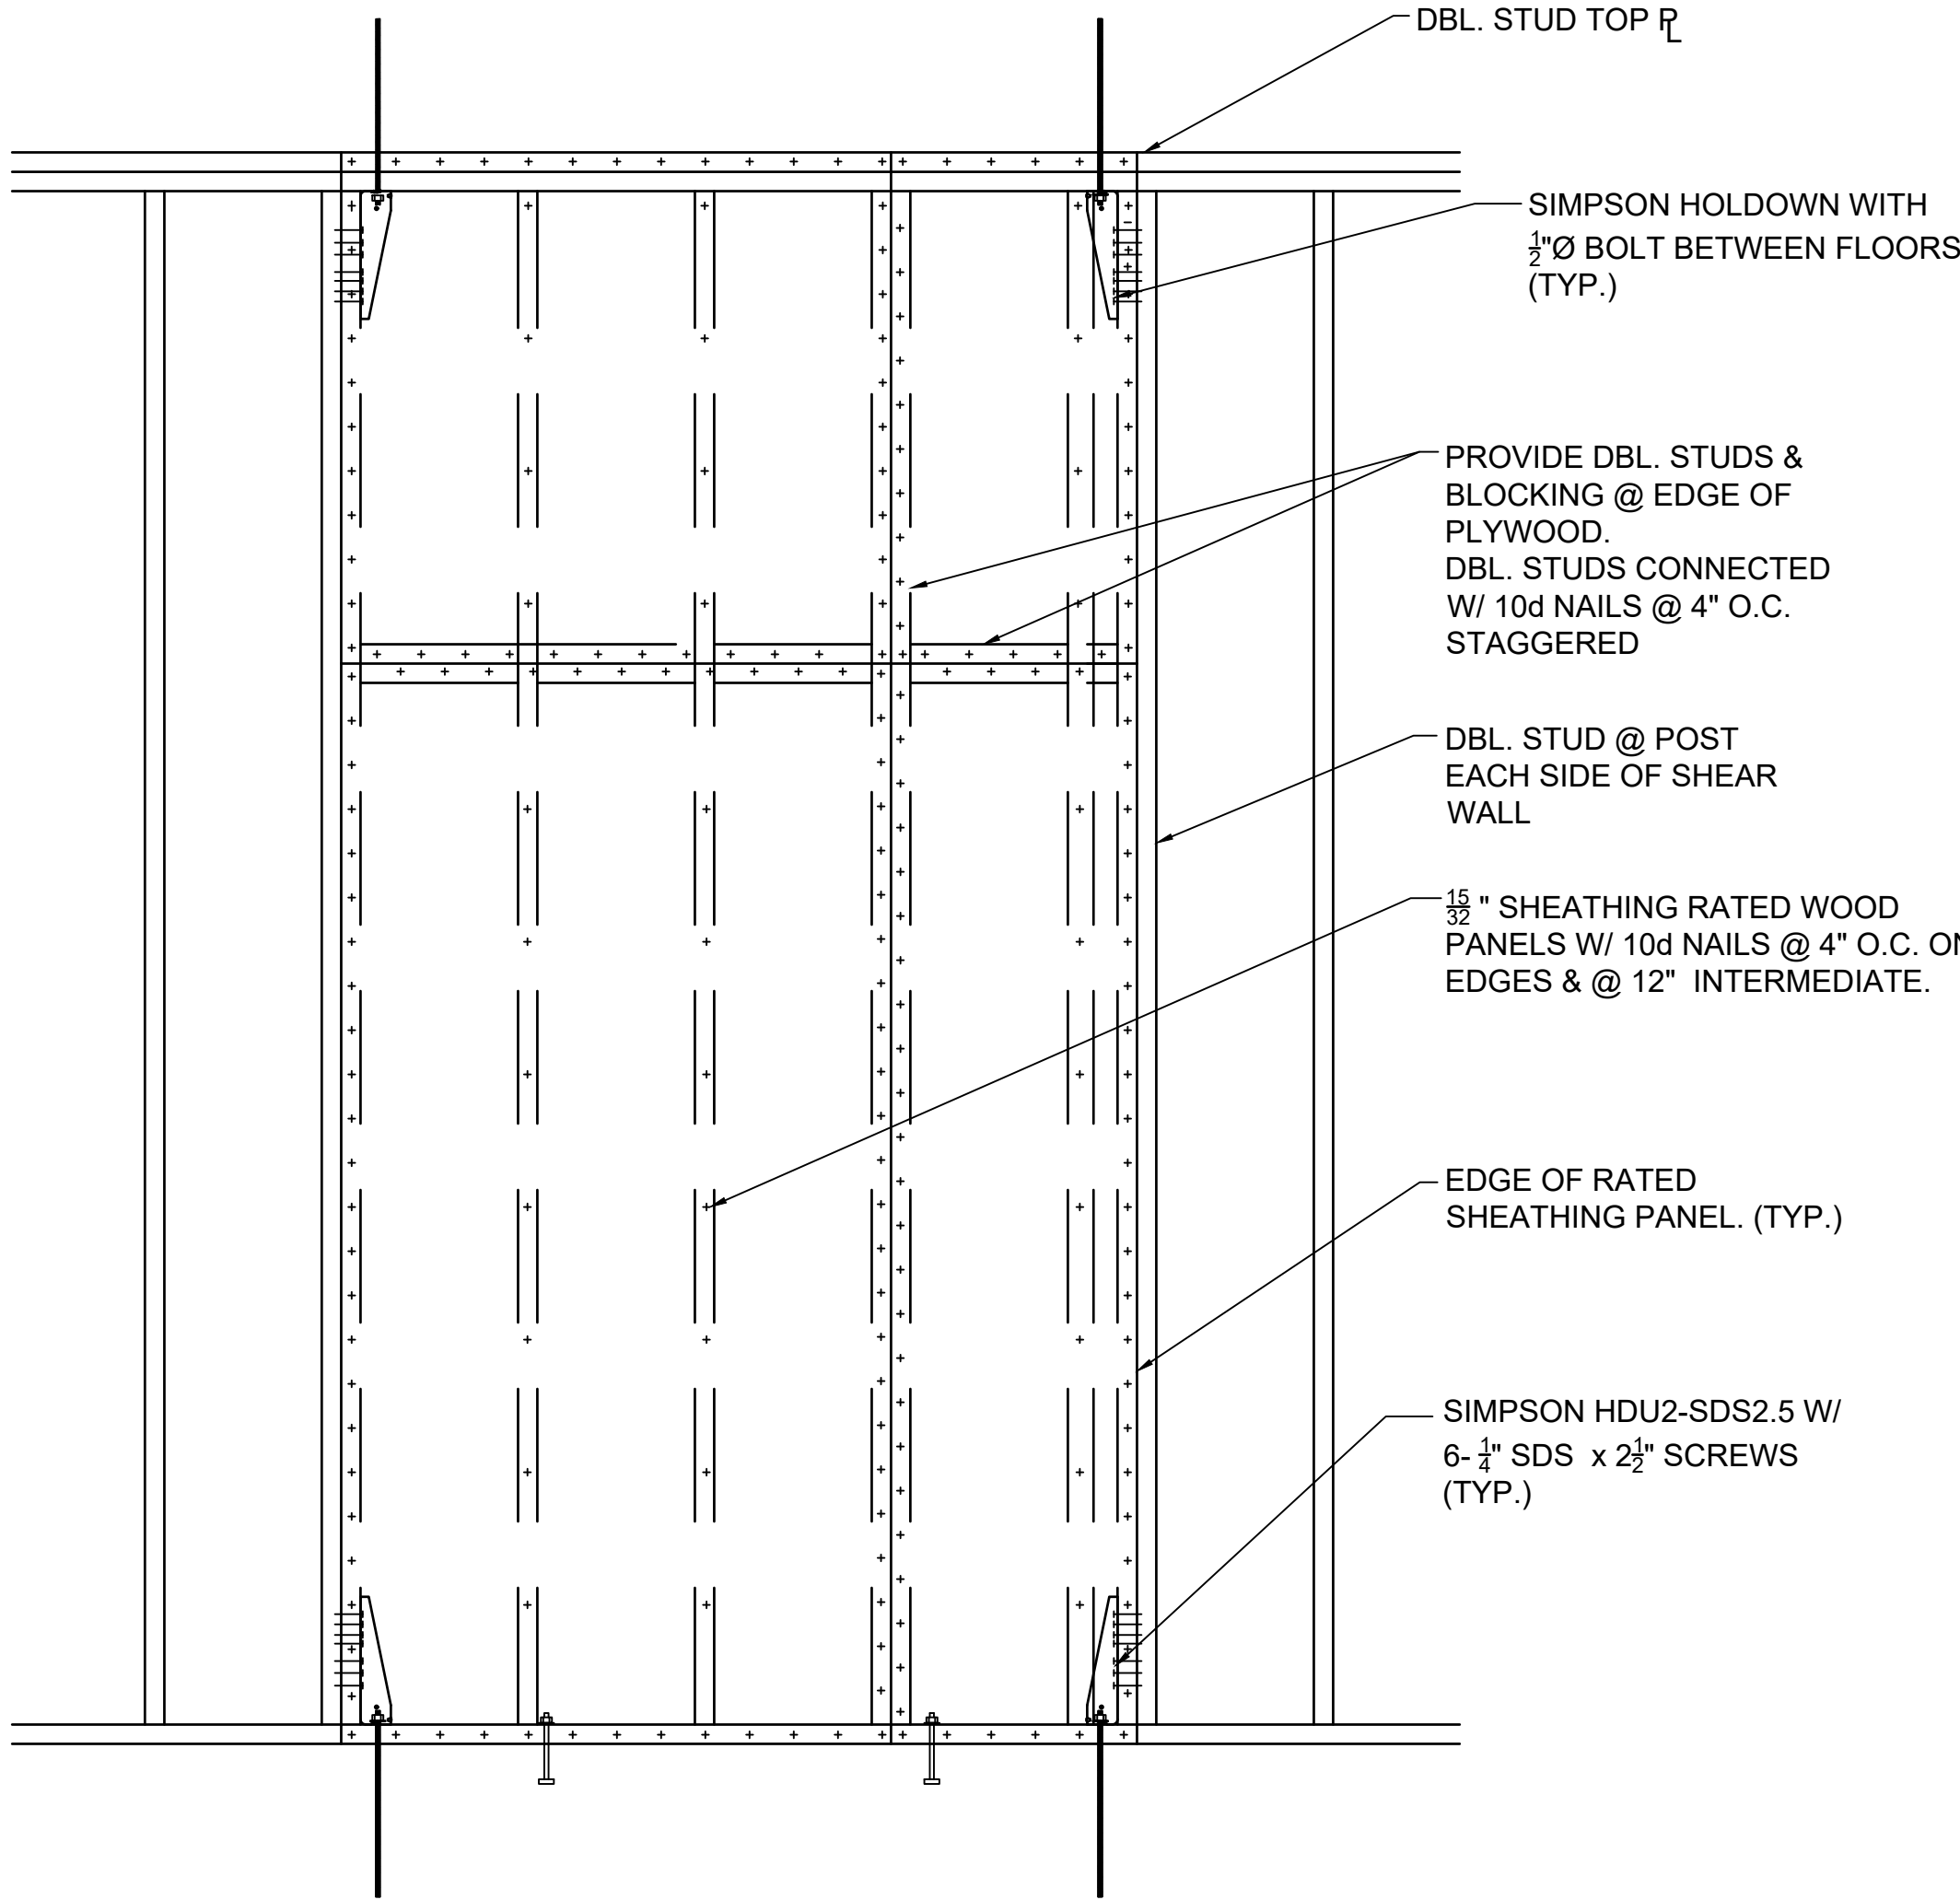 DBL. STUD TOP ⅊
SIMPSON HOLDOWN WITH
1/2"Ø BOLT BETWEEN FLOORS
(TYP.)
PROVIDE DBL. STUDS &
BLOCKING @ EDGE OF
PLYWOOD.
DBL. STUDS CONNECTED
W/ 10d NAILS @ 4" O.C.
STAGGERED
DBL. STUD @ POST
EACH SIDE OF SHEAR
WALL
15/32 " SHEATHING RATED WOOD
PANELS W/ 10d NAILS @ 4" O.C. ON
EDGES & @ 12" INTERMEDIATE.
EDGE OF RATED
SHEATHING PANEL. (TYP.)
SIMPSON HDU2-SDS2.5 W/
6- 1/4" SDS x 2 1/2" SCREWS
(TYP.)